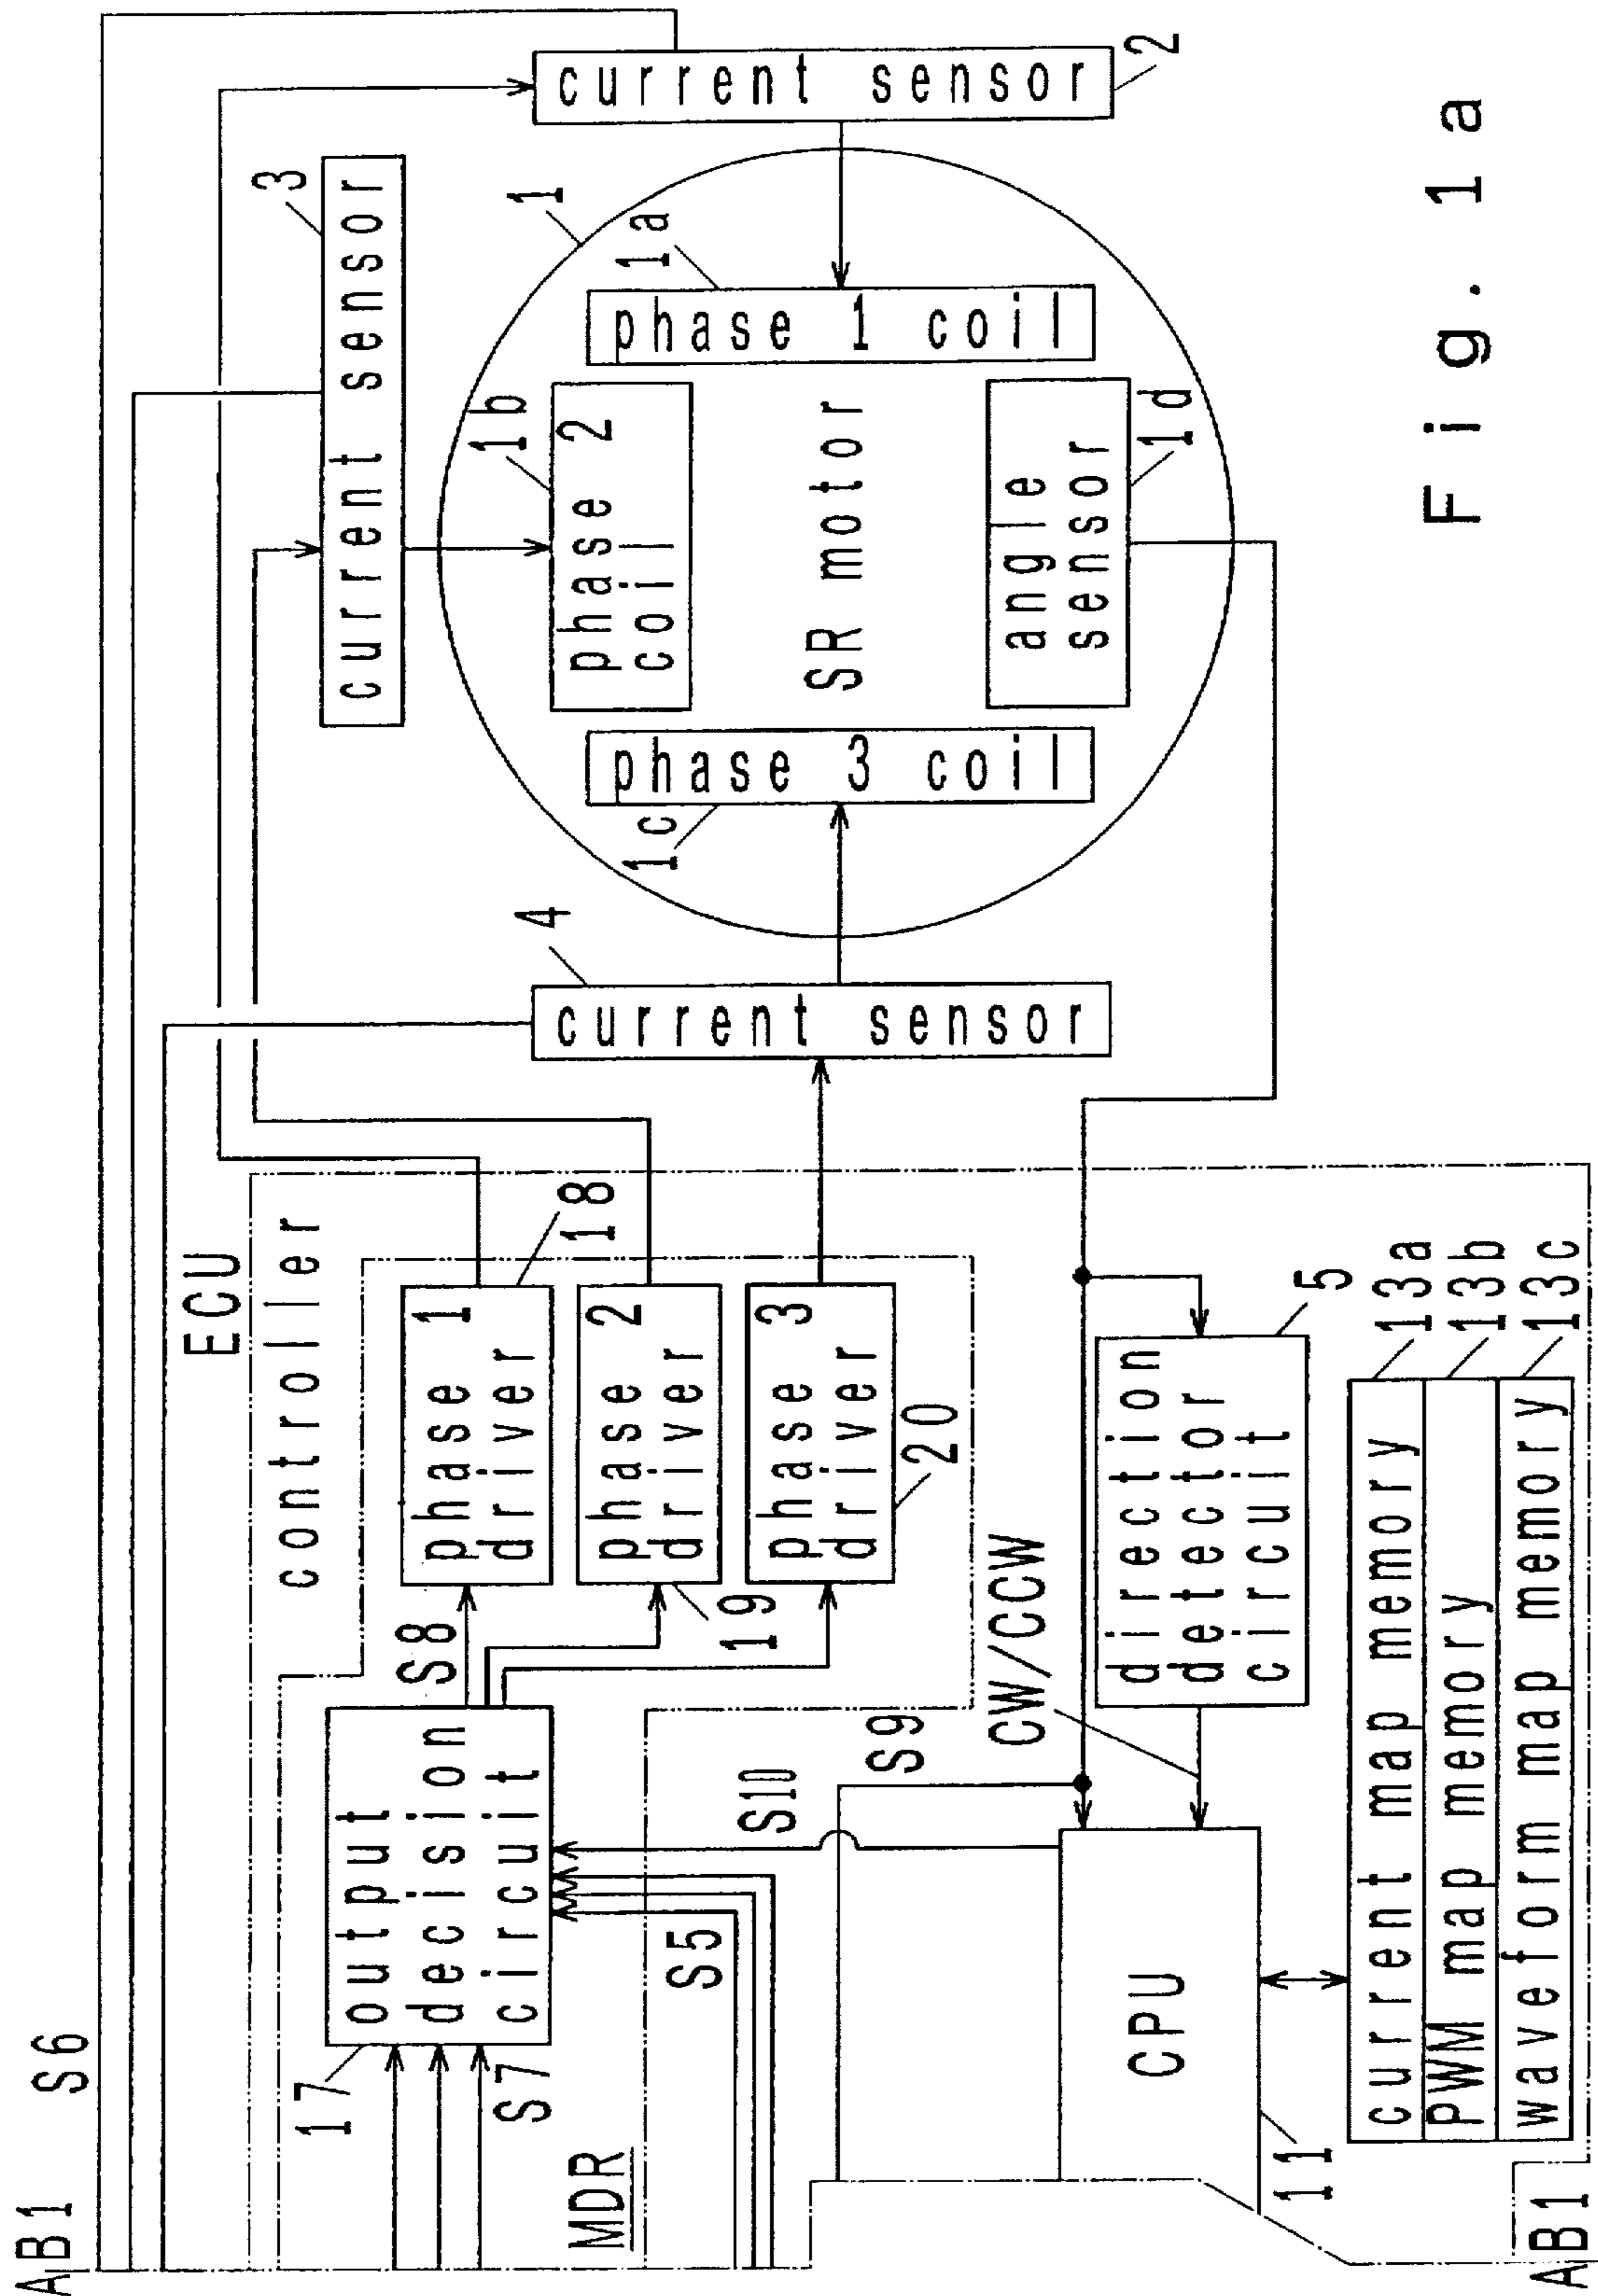 AB1
S6
ECU
controller
17
output
decision
circuit
S7
S8
phase 1
driver
18
phase 2
driver
19
phase 3
driver
20
MDR
S5
S10
S9
CW/CCW
direction
detector
circuit
5
CPU
11
current map memory
13a
PWM map memory
13b
waveform map memory
13c
AB1
current sensor
4
current sensor
3
current sensor
2
1
1a
phase 1 coil
1b
phase 2
coil
SR motor
1c
phase 3 coil
angle
sensor
1d
Fig. 1a